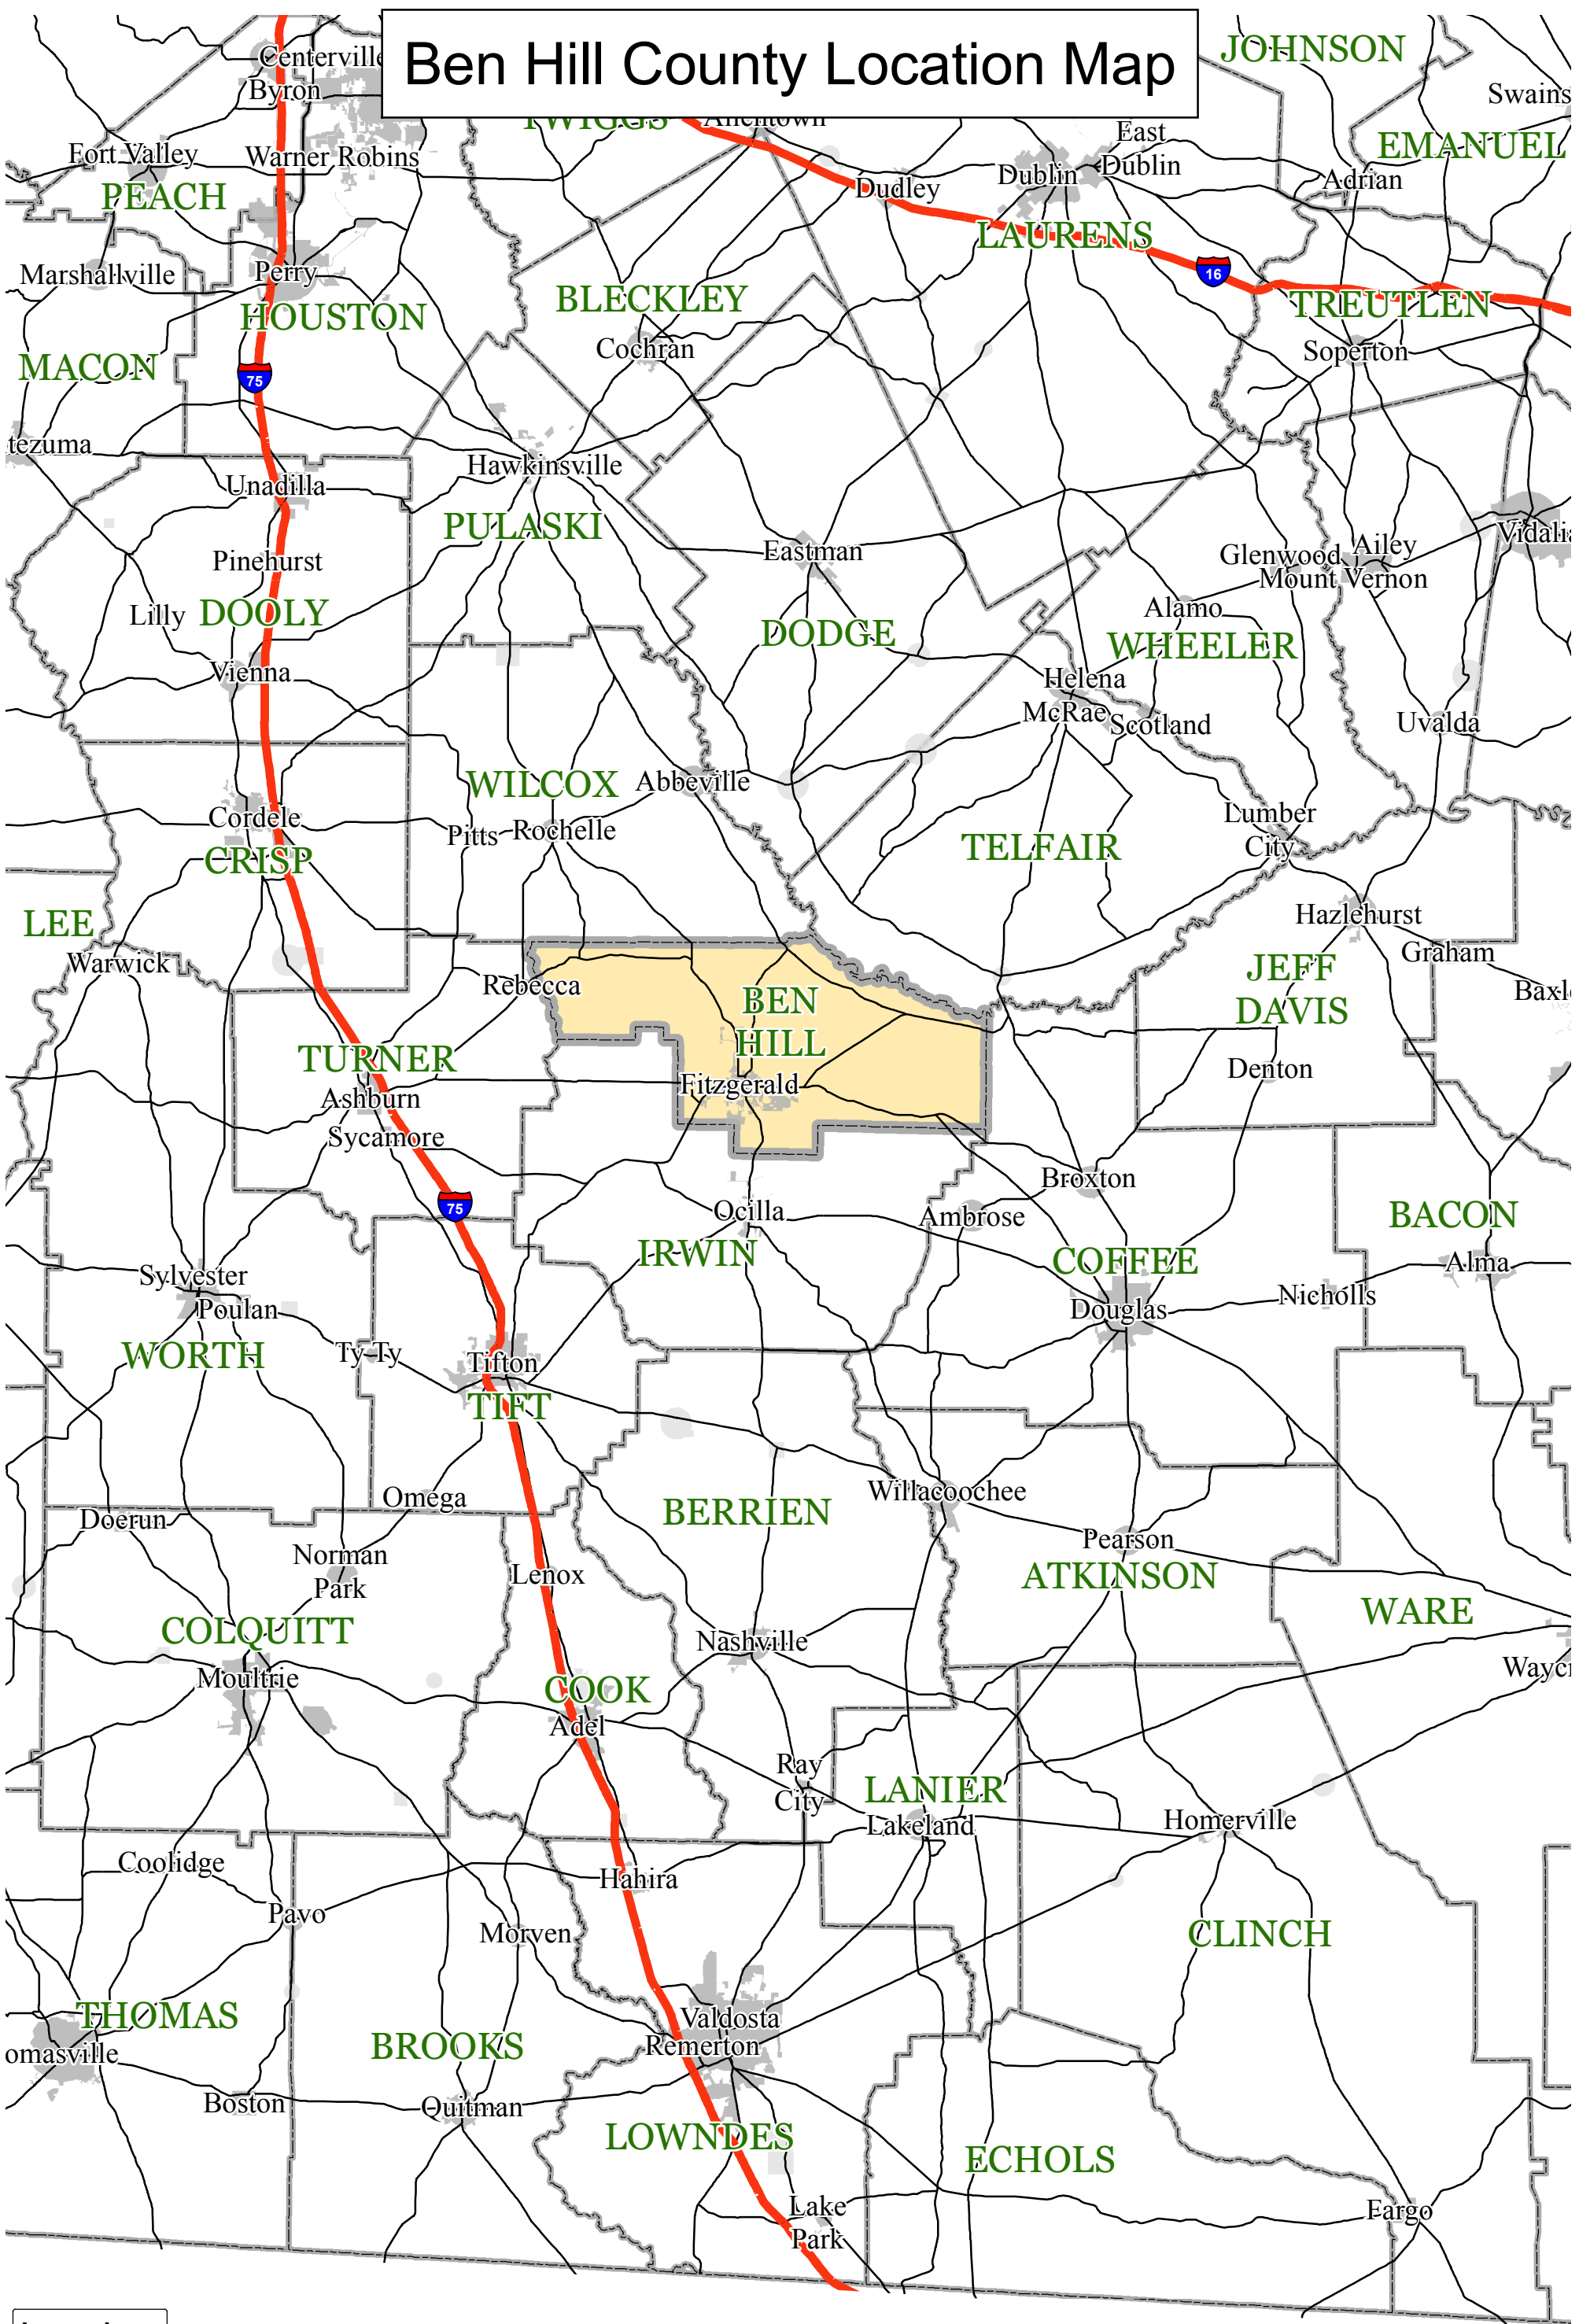 Ben Hill County Location Map
JOHNSON
Centerville
Byron
Swains
TWIGGS
Allentown
East
Dublin
EMANUEL
Fort Valley
Warner Robins
Dudley
Dublin
Adrian
PEACH
LAURENS
Marshallville
Perry
16
BLECKLEY
TREUTLEN
HOUSTON
Cochran
Soperton
MACON
75
tezuma
Hawkinsville
Unadilla
PULASKI
Vidalia
Eastman
Glenwood
Ailey
Pinehurst
Mount Vernon
Lilly
DOOLY
Alamo
DODGE
WHEELER
Vienna
Helena
McRae
Scotland
Uvalda
WILCOX
Abbeville
Cordele
Pitts
Rochelle
Lumber
City
CRISP
TELFAIR
LEE
Hazlehurst
Warwick
Graham
Rebecca
JEFF
DAVIS
Baxl
BEN
HILL
TURNER
Fitzgerald
Denton
Ashburn
Sycamore
Broxton
75
Ocilla
Ambrose
BACON
IRWIN
COFFEE
Alma
Sylvester
Poulan
Douglas
Nicholls
WORTH
Ty Ty
Tifton
TIFT
Omega
Willacoochee
BERRIEN
Doerun
Pearson
Norman
Park
Lenox
ATKINSON
WARE
COLQUITT
Nashville
Moultrie
Waycr
COOK
Adel
Ray
City
LANIER
Lakeland
Homerville
Coolidge
Hahira
Pavo
Morven
CLINCH
THOMAS
Valdosta
Remerton
BROOKS
omasville
Boston
Quitman
LOWNDES
ECHOLS
Lake
Park
Fargo